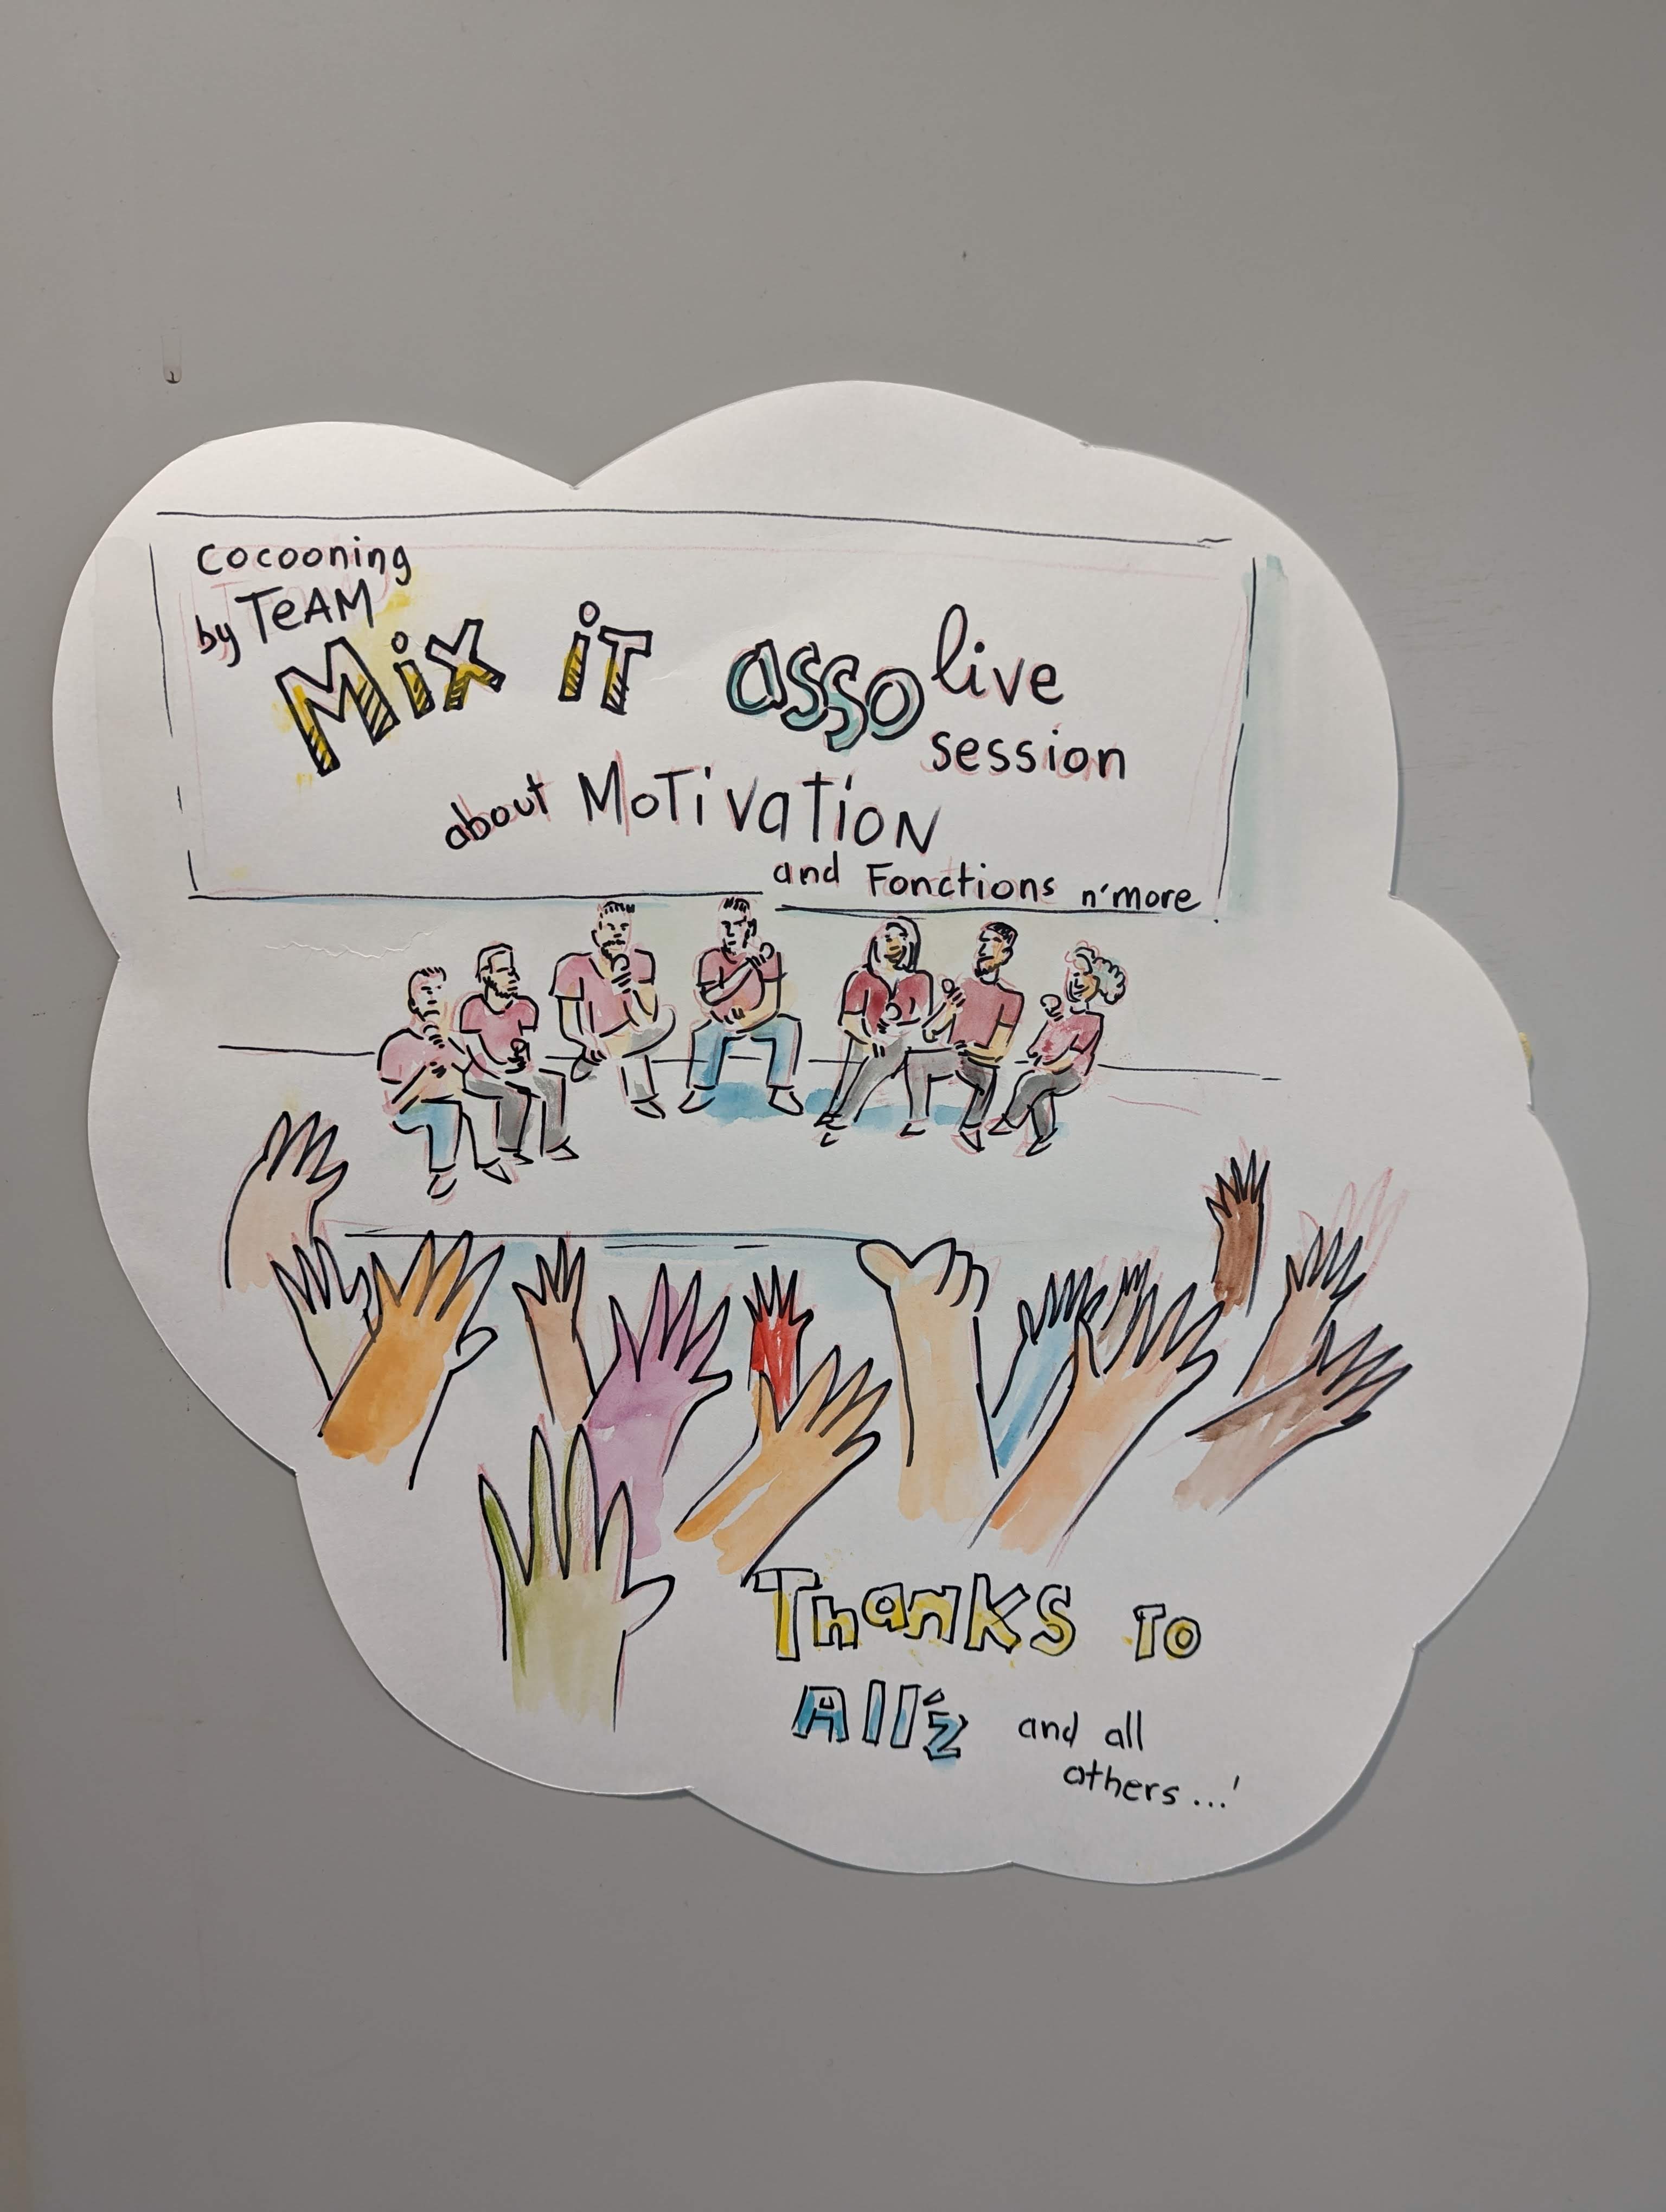 cocooning
by TeAM
Mix iT asso live
session
about MoTivaTioN
and Fonctions n'more
ThanKS To
All'z and all
others...'